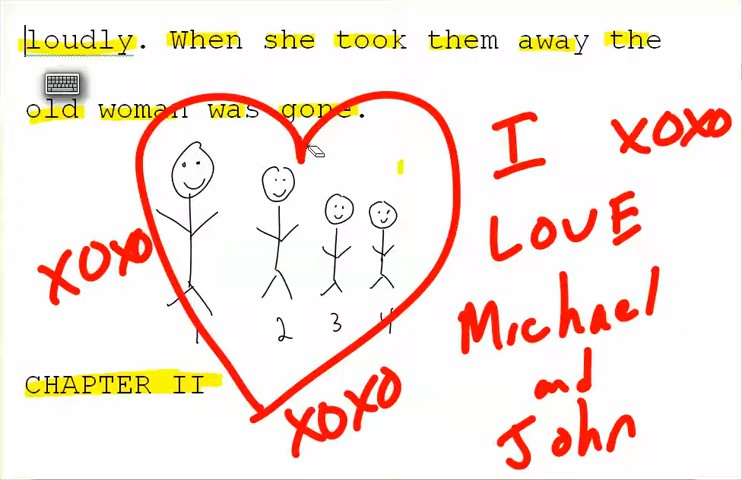 loudly. When she took them away the
old woman was gone.
I XOXO
LOVE
XOXO
Michael
1 2 3 4
and
CHAPTER II
XOXO
John